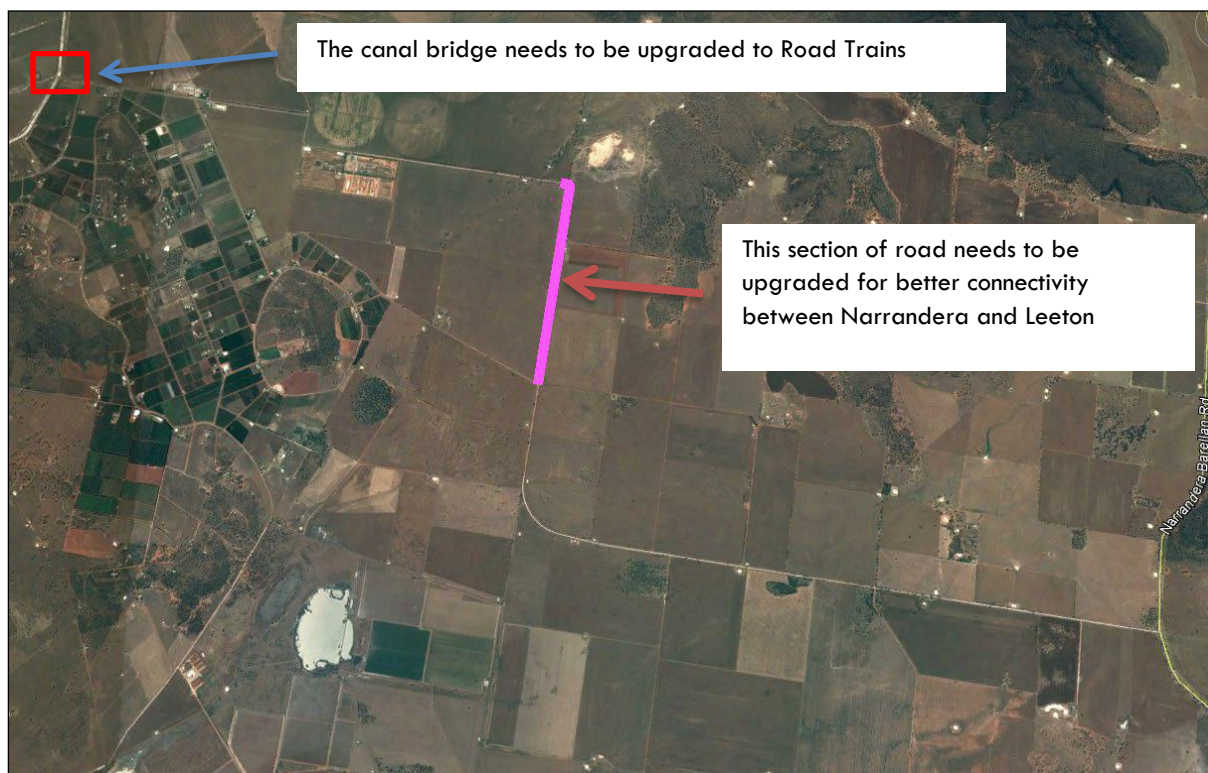 The canal bridge needs to be upgraded to Road Trains
This section of road needs to be
upgraded for better connectivity
between Narrandera and Leeton
Narrandera-Barellan Rd